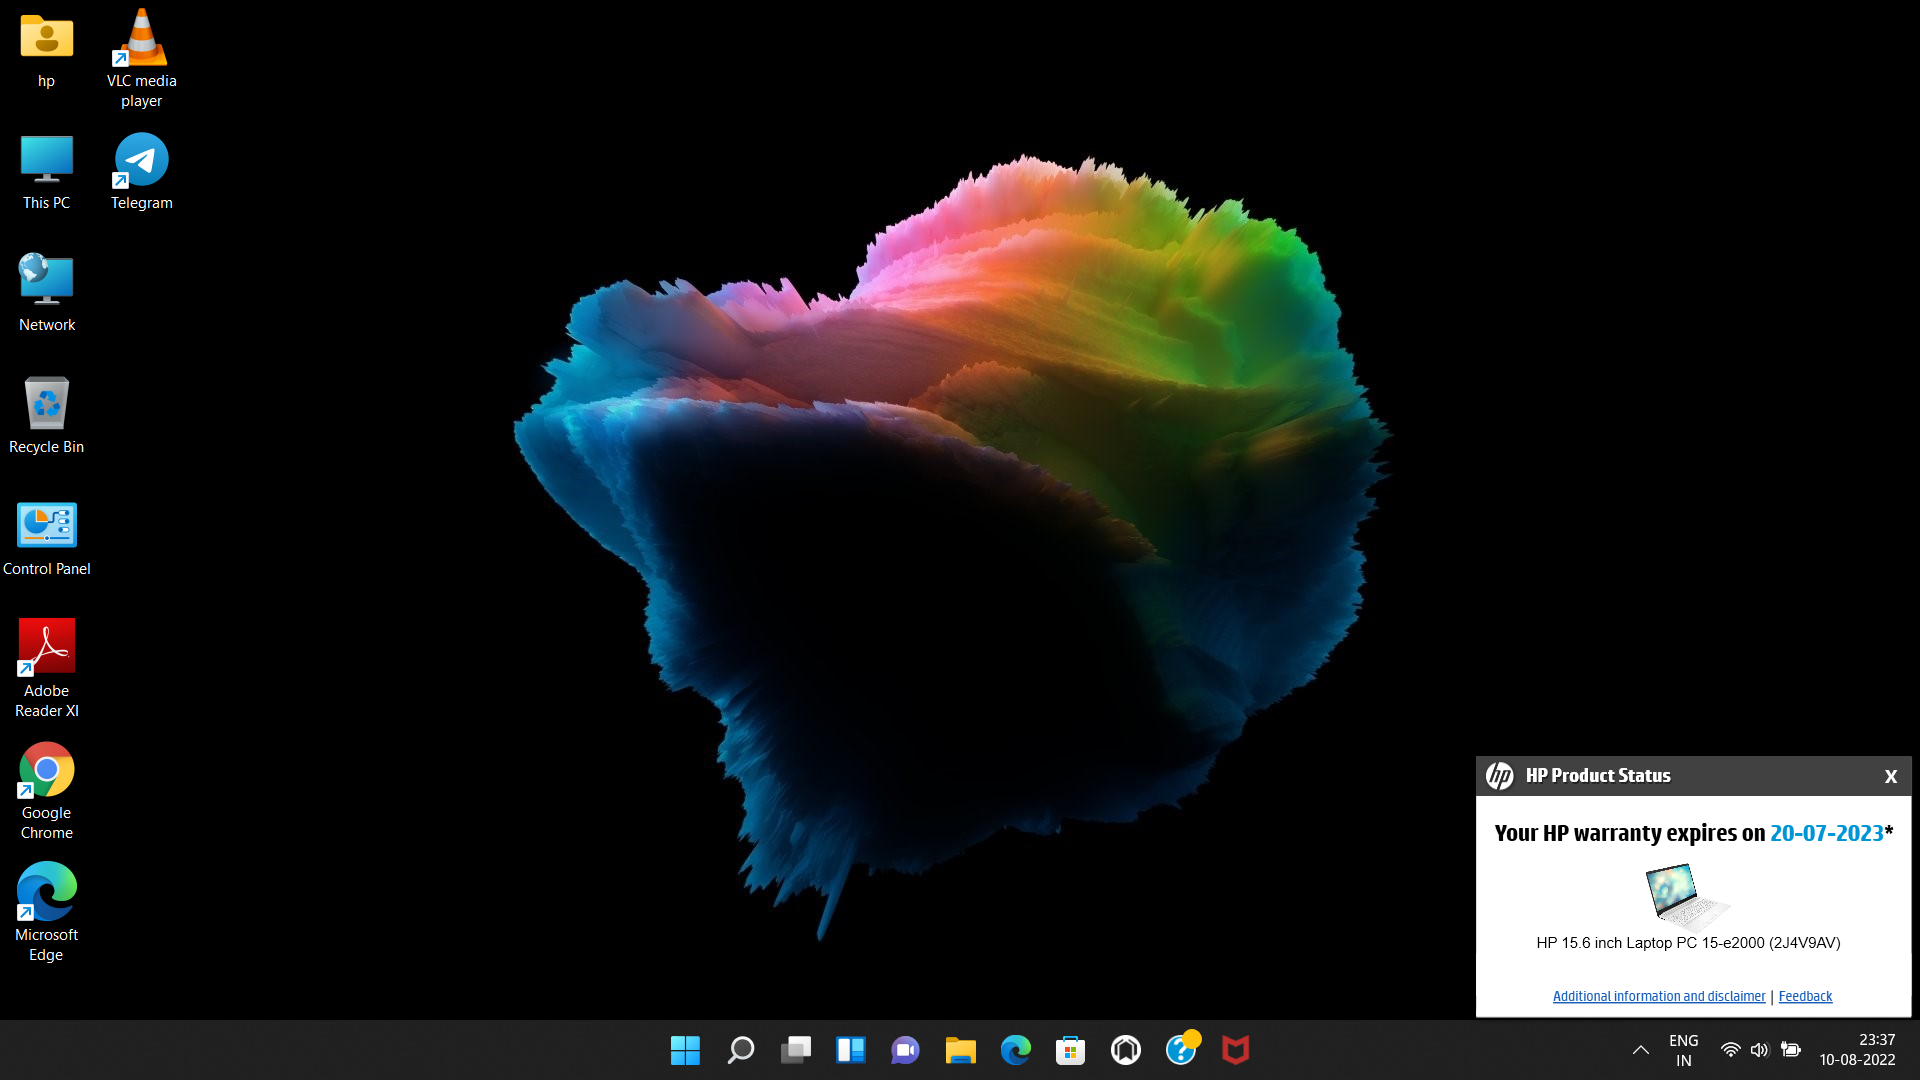 hp
VLC media
player
This PC
Telegram
Network
Recycle Bin
Control Panel
Adobe
Reader XI
Google
Chrome
Microsoft
Edge
hp HP Product Status X
Your HP warranty expires on 20-07-2023*
HP 15.6 inch Laptop PC 15-e2000 (2J4V9AV)
Additional information and disclaimer | Feedback
ENG
IN
23:37
10-08-2022